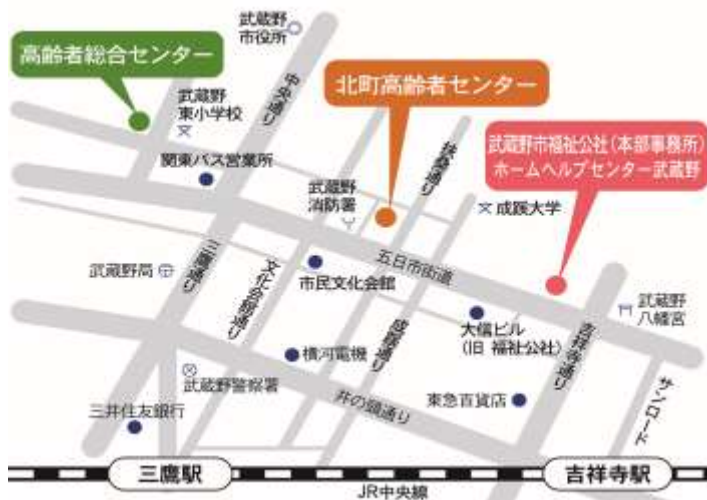 武蔵野
市役所
高齢者総合センター
中央通り
武蔵野
東小学校
北町高齢者センター
関東バス営業所
扶桑通り
武蔵野市福祉公社(本部事務所)
ホームヘルプセンター武蔵野
武蔵野
消防署
成蹊大学
三鷹通り
武蔵野局
文化会館通り
市民文化会館
五日市街道
武蔵野
八幡宮
成蹊通り
大信ビル
(旧 福祉公社)
吉祥寺通り
横河電機
武蔵野警察署
井の頭通り
東急百貨店
サンロード
三井住友銀行
三鷹駅
吉祥寺駅
JR中央線